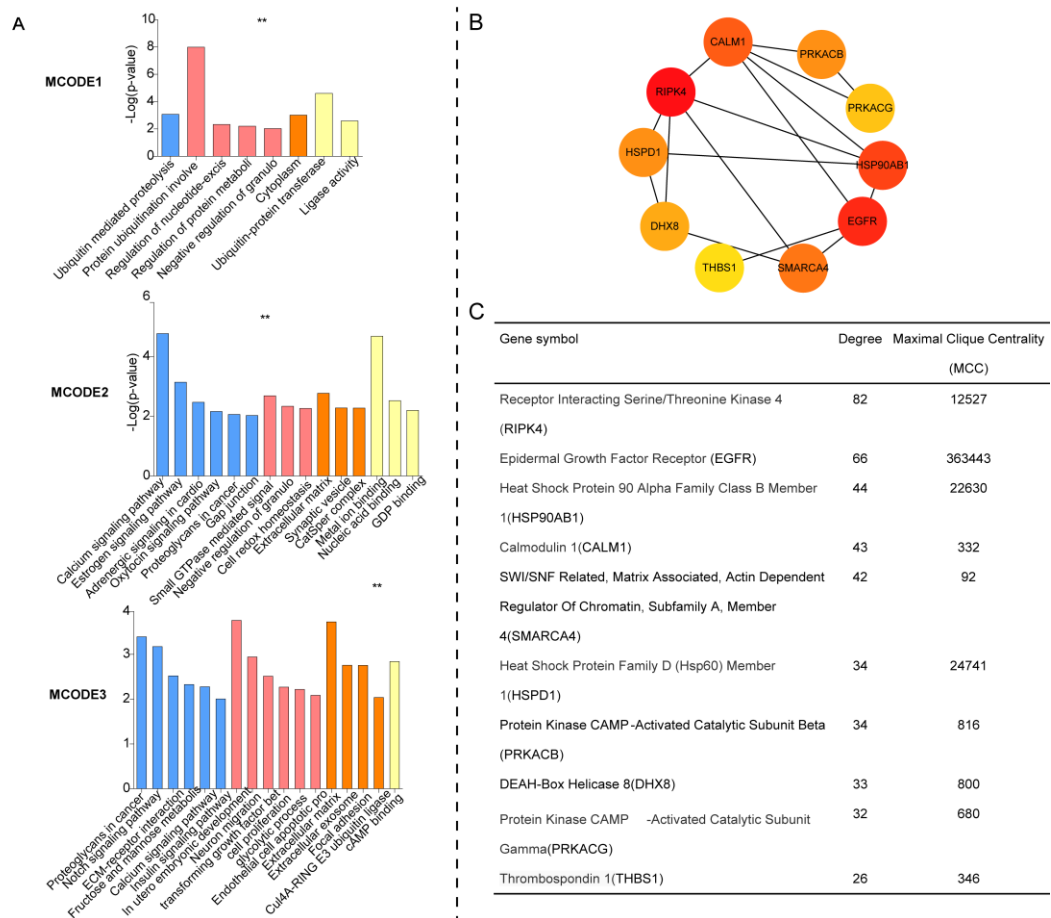 A
MCODE1
-Log(p-value)
10
8
6
4
2
0
**
Ubiquitin mediated proteolysis
Protein ubiquitination involve
Regulation of nucleotide-excis
Regulation of protein metaboli
Negative regulation of granulo
Cytoplasm
Ubiquitin-protein transferase
Ligase activity
MCODE2
-Log(p-value)
6
4
2
0
**
Calcium signaling pathway
Estrogen signaling pathway
Adrenergic signaling in cardio
Oxytocin signaling pathway
Proteoglycans in cancer
Gap junction
Small GTPase mediated signal
Negative regulation of granulo
Cell redox homeostasis
Extracellular matrix
Synaptic vesicle
CatSper complex
Metal ion binding
Nucleic acid binding
GDP binding
MCODE3
4
3
2
1
0
**
Proteoglycans in cancer
Notch signaling pathway
ECM-receptor interaction
Fructose and mannose metabolis
Calcium signaling pathway
Insulin signaling pathway
In utero embryonic development
Neuron migration
transforming growth factor bet
cell proliferation
glycolytic process
Endothelial cell apoptotic pro
Extracellular matrix
Extracellular exosome
Focal adhesion
Cul4A-RING E3 ubiquitin ligase
cAMP binding
B
CALM1
PRKACB
RIPK4
PRKACG
HSPD1
HSP90AB1
DHX8
EGFR
THBS1
SMARCA4
C
Gene symbol Degree Maximal Clique Centrality
(MCC)
Receptor Interacting Serine/Threonine Kinase 4 82 12527
(RIPK4)
Epidermal Growth Factor Receptor (EGFR) 66 363443
Heat Shock Protein 90 Alpha Family Class B Member 44 22630
1(HSP90AB1)
Calmodulin 1(CALM1) 43 332
SWI/SNF Related, Matrix Associated, Actin Dependent 42 92
Regulator Of Chromatin, Subfamily A, Member
4(SMARCA4)
Heat Shock Protein Family D (Hsp60) Member 34 24741
1(HSPD1)
Protein Kinase CAMP-Activated Catalytic Subunit Beta 34 816
(PRKACB)
DEAH-Box Helicase 8(DHX8) 33 800
Protein Kinase CAMP -Activated Catalytic Subunit 32 680
Gamma(PRKACG)
Thrombospondin 1(THBS1) 26 346